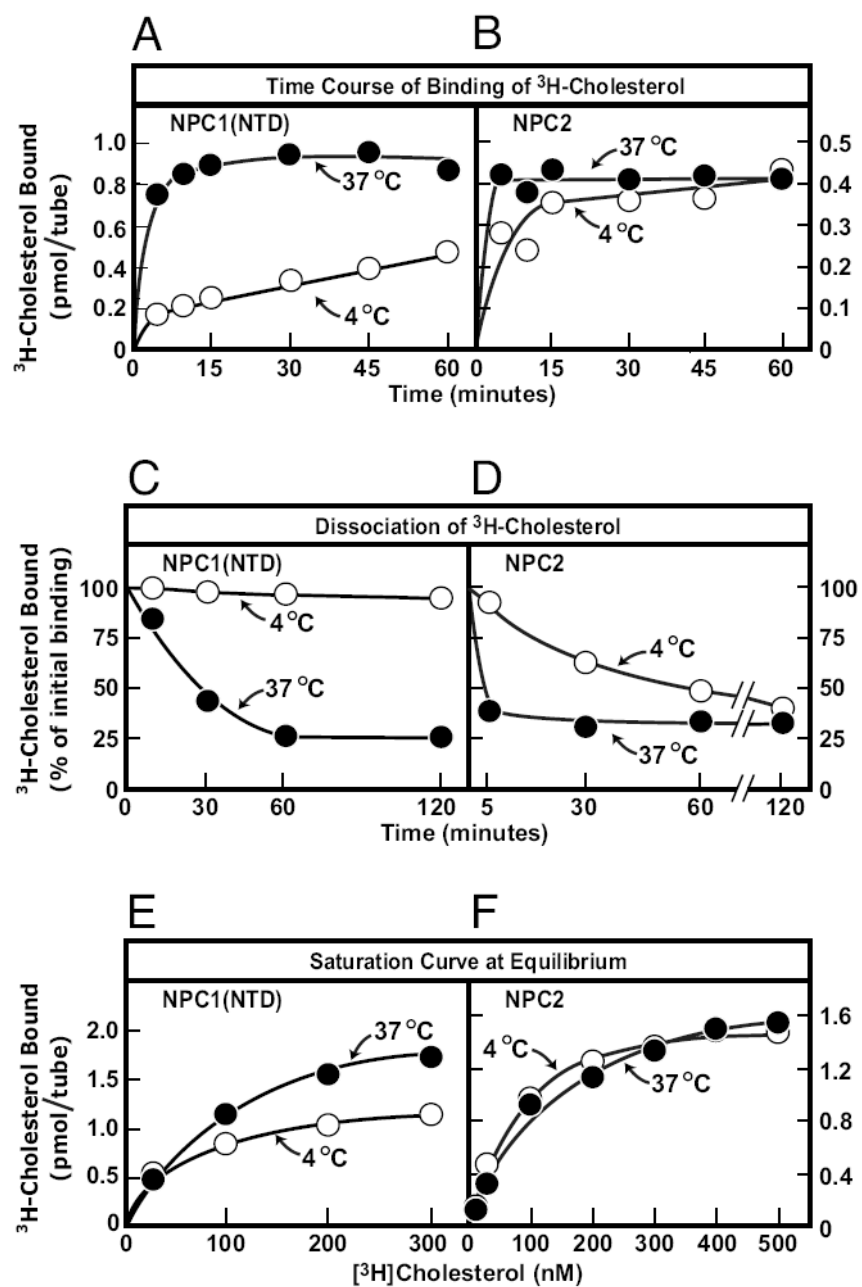 A B
Time Course of Binding of ³H-Cholesterol
NPC1(NTD) NPC2
³H-Cholesterol Bound
(pmol/tube)
1.0
0.8
0.6
0.4
0.2
0
37 °C
4 °C
37 °C
4 °C
0.5
0.4
0.3
0.2
0.1
0
0 15 30 45 60 0 15 30 45 60
Time (minutes)
C D
Dissociation of ³H-Cholesterol
NPC1(NTD) NPC2
³H-Cholesterol Bound
(% of initial binding)
100
75
50
25
0
4 °C
37 °C
4 °C
37 °C
100
75
50
25
0
0 30 60 120 5 30 60 120
Time (minutes)
E F
Saturation Curve at Equilibrium
NPC1(NTD) NPC2
³H-Cholesterol Bound
(pmol/tube)
2.0
1.5
1.0
0.5
0
37 °C
4 °C
4 °C
37 °C
1.6
1.2
0.8
0.4
0
0 100 200 300 0 100 200 300 400 500
[³H]Cholesterol (nM)